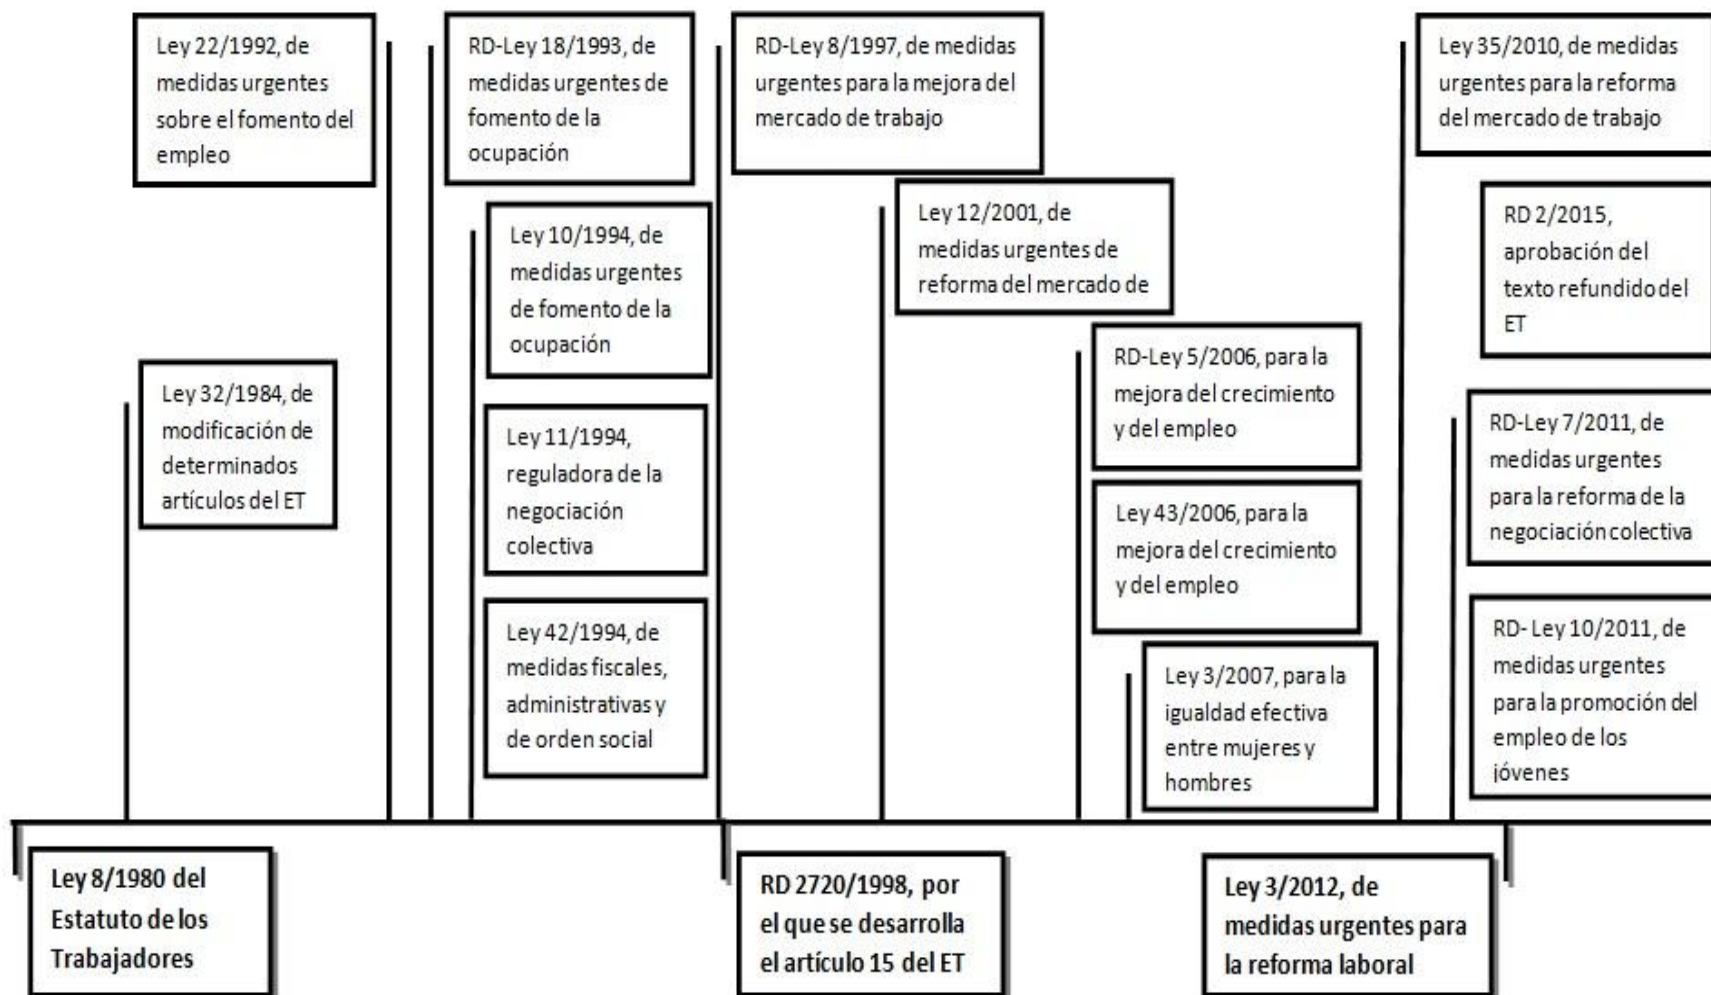 Ley 22/1992, de
medidas urgentes
sobre el fomento del
empleo
RD-Ley 18/1993, de
medidas urgentes de
fomento de la
ocupación
RD-Ley 8/1997, de medidas
urgentes para la mejora del
mercado de trabajo
Ley 35/2010, de medidas
urgentes para la reforma
del mercado de trabajo
Ley 10/1994, de
medidas urgentes
de fomento de la
ocupación
Ley 12/2001, de
medidas urgentes de
reforma del mercado de
RD 2/2015,
aprobación del
texto refundido del
ET
Ley 32/1984, de
modificación de
determinados
artículos del ET
Ley 11/1994,
reguladora de la
negociación
colectiva
RD-Ley 5/2006, para la
mejora del crecimiento
y del empleo
RD-Ley 7/2011, de
medidas urgentes
para la reforma de la
negociación colectiva
Ley 43/2006, para la
mejora del crecimiento
y del empleo
Ley 42/1994, de
medidas fiscales,
administrativas y
de orden social
Ley 3/2007, para la
igualdad efectiva
entre mujeres y
hombres
RD- Ley 10/2011, de
medidas urgentes
para la promoción del
empleo de los
jóvenes
Ley 8/1980 del
Estatuto de los
Trabajadores
RD 2720/1998, por
el que se desarrolla
el artículo 15 del ET
Ley 3/2012, de
medidas urgentes para
la reforma laboral